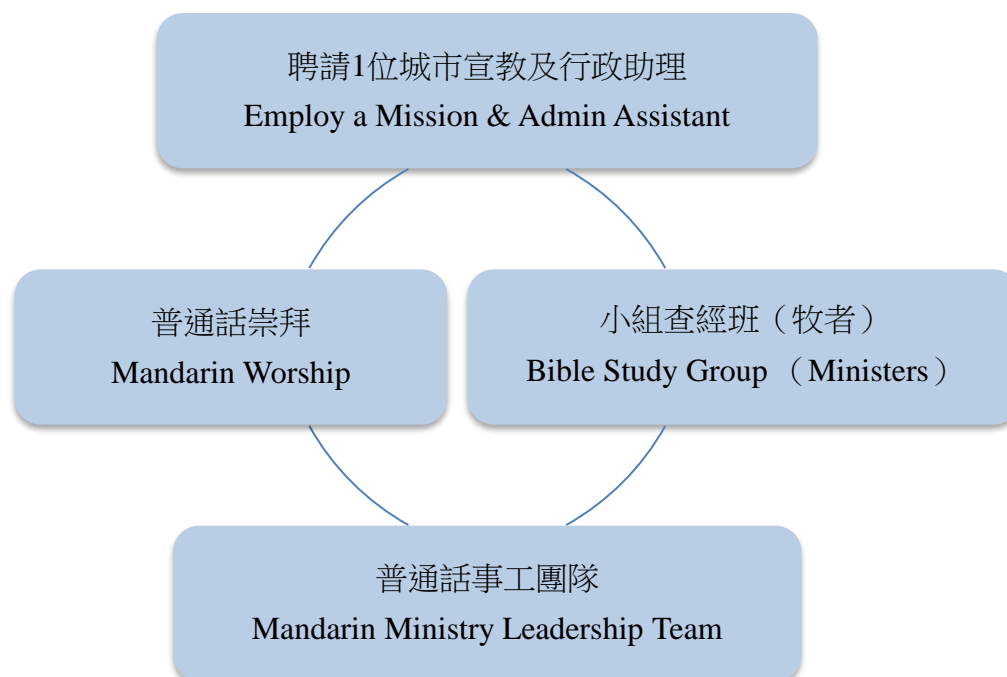 聘請1位城市宣教及行政助理
Employ a Mission & Admin Assistant
普通話崇拜
Mandarin Worship
小組查經班（牧者）
Bible Study Group （Ministers）
普通話事工團隊
Mandarin Ministry Leadership Team